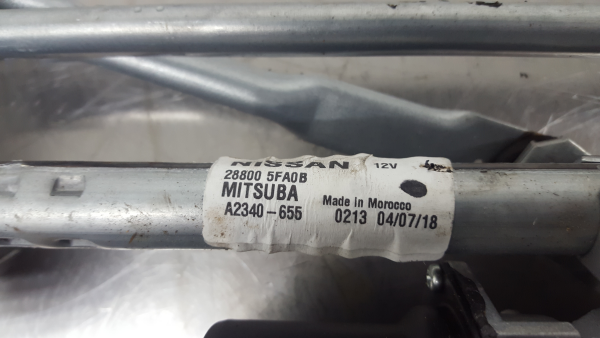 NISSAN 12V
28800 5FA0B
MITSUBA Made in Morocco
A2340-655 0213 04/07/18